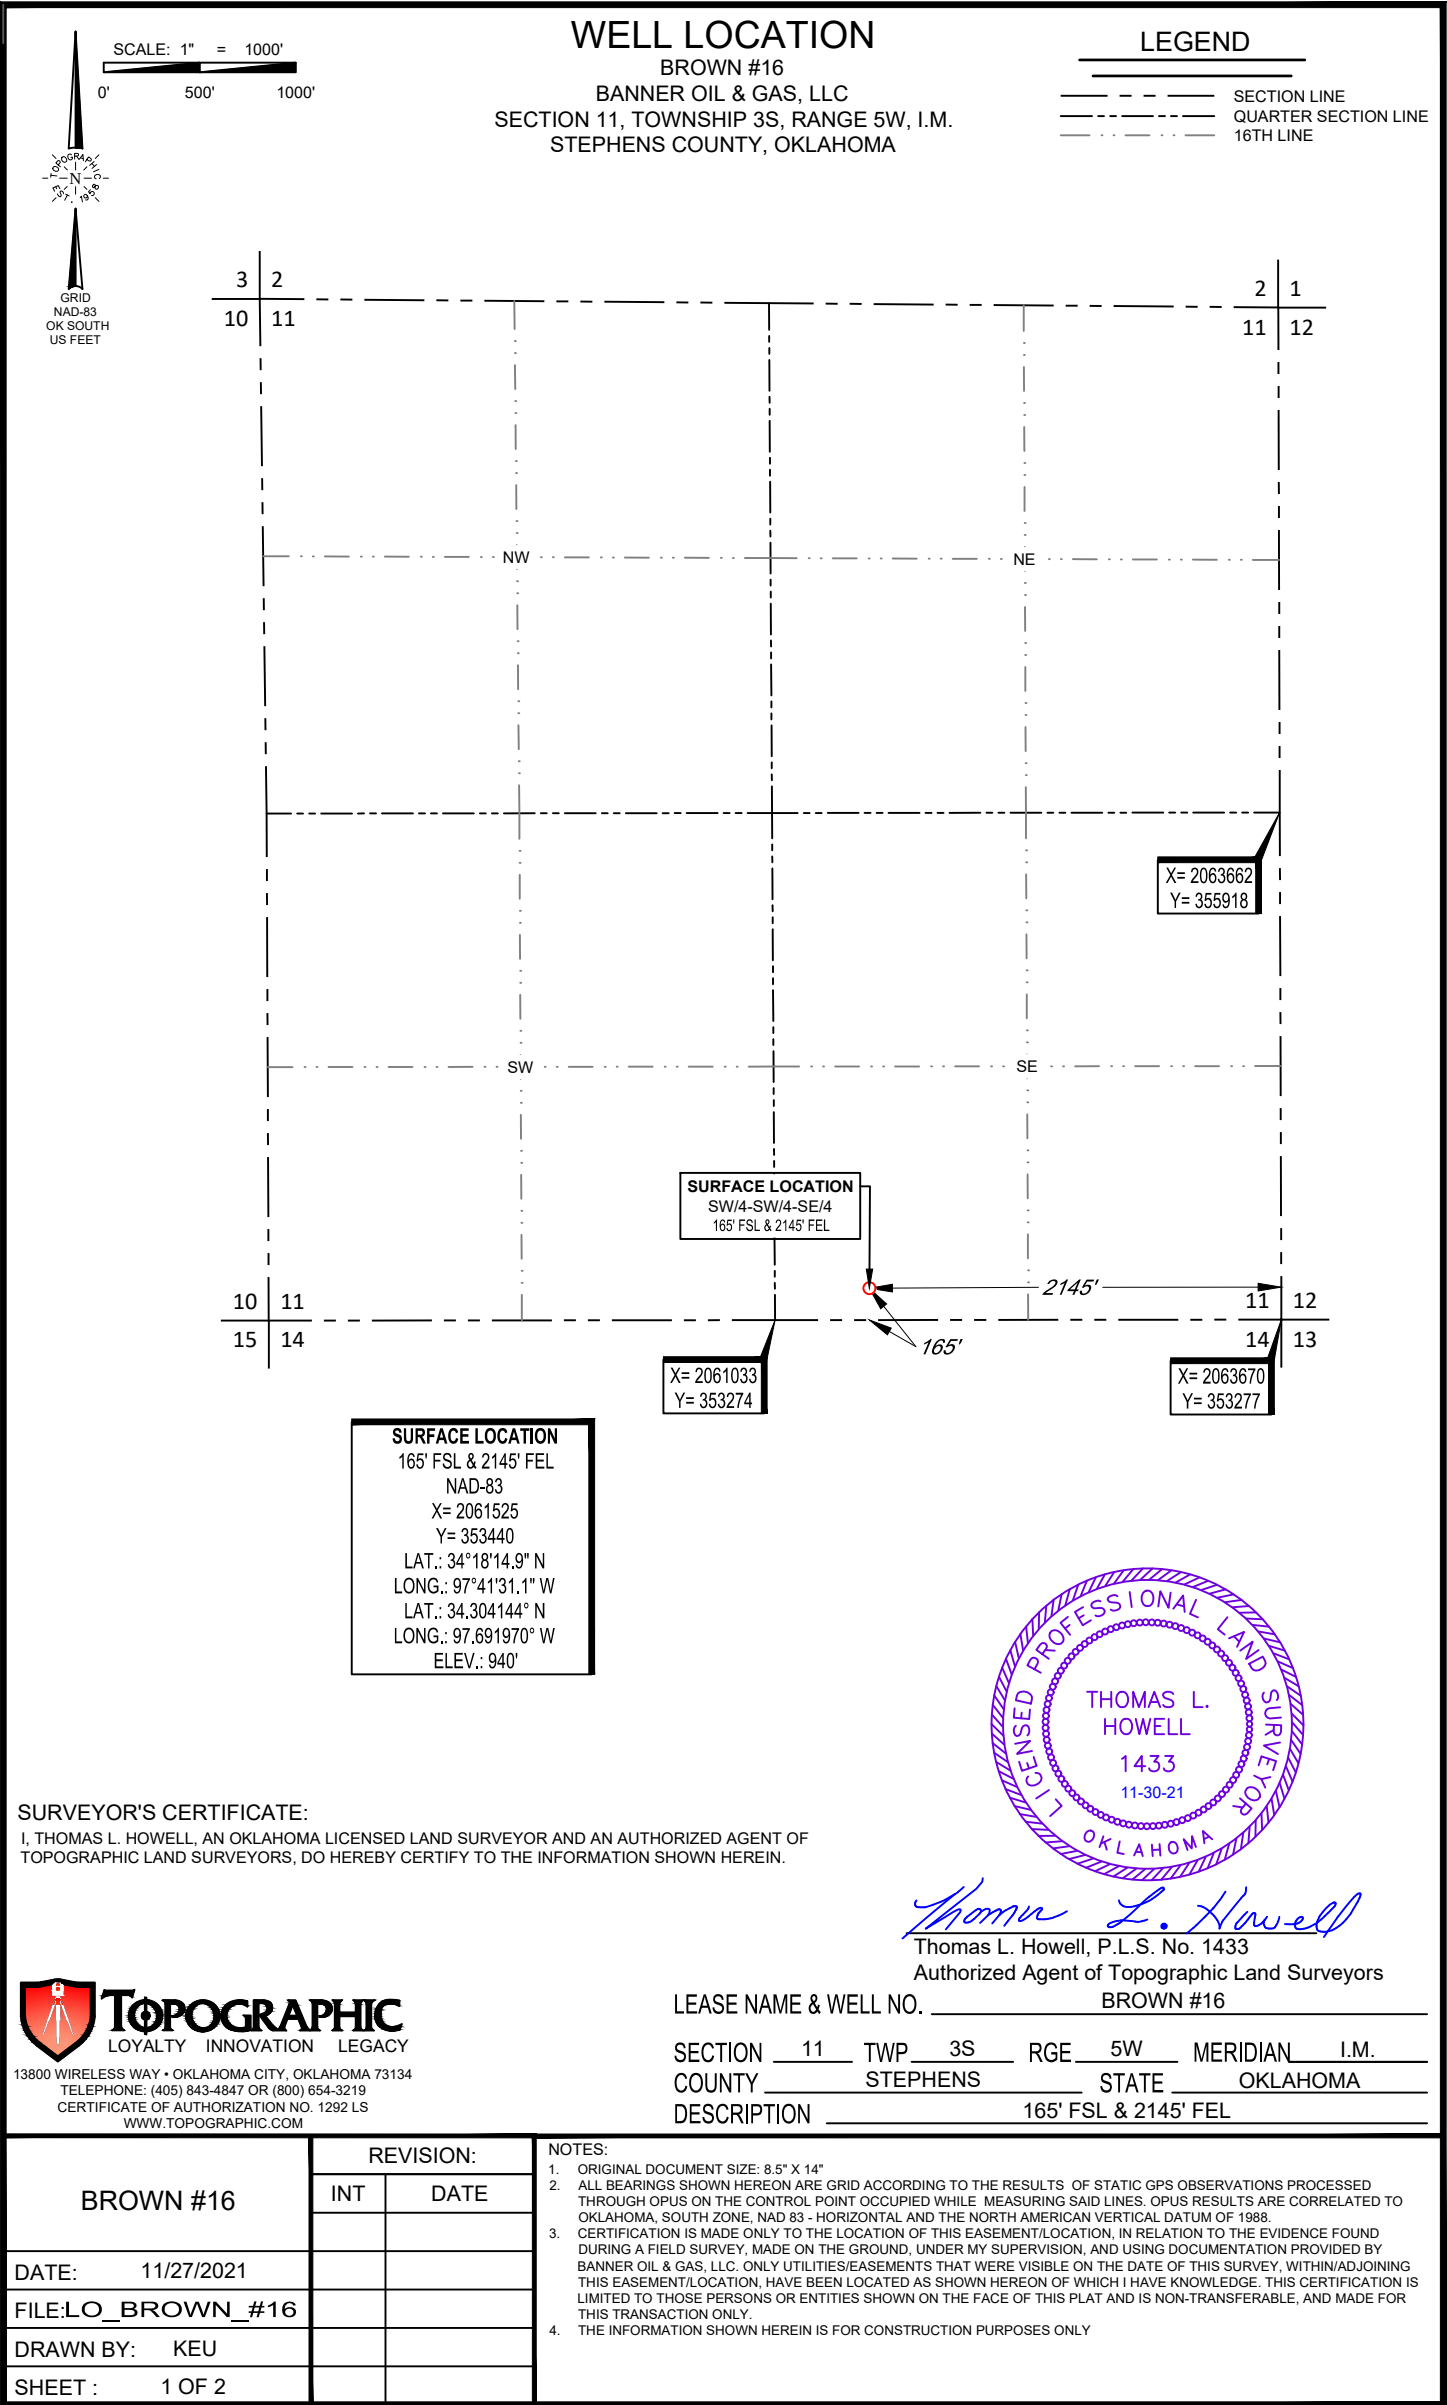 WELL LOCATION
BROWN #16
BANNER OIL & GAS, LLC
SECTION 11, TOWNSHIP 3S, RANGE 5W, I.M.
STEPHENS COUNTY, OKLAHOMA
SCALE: 1" = 1000'
0' 500' 1000'
TOPOGRAPHIC
N
EST. 1958
GRID
NAD-83
OK SOUTH
US FEET
LEGEND
SECTION LINE
QUARTER SECTION LINE
16TH LINE
3 2
10 11
2 1
11 12
NW
NE
X= 2063662
Y= 355918
SW
SE
SURFACE LOCATION
SW/4-SW/4-SE/4
165' FSL & 2145' FEL
2145'
165'
10 11
15 14
11 12
14 13
X= 2061033
Y= 353274
X= 2063670
Y= 353277
SURFACE LOCATION
165' FSL & 2145' FEL
NAD-83
X= 2061525
Y= 353440
LAT.: 34°18'14.9" N
LONG.: 97°41'31.1" W
LAT.: 34.304144° N
LONG.: 97.691970° W
ELEV.: 940'
LICENSED PROFESSIONAL LAND SURVEYOR
THOMAS L.
HOWELL
1433
11-30-21
OKLAHOMA
SURVEYOR'S CERTIFICATE:
I, THOMAS L. HOWELL, AN OKLAHOMA LICENSED LAND SURVEYOR AND AN AUTHORIZED AGENT OF
TOPOGRAPHIC LAND SURVEYORS, DO HEREBY CERTIFY TO THE INFORMATION SHOWN HEREIN.
Thomas L. Howell
Thomas L. Howell, P.L.S. No. 1433
Authorized Agent of Topographic Land Surveyors
TOPOGRAPHIC
LOYALTY INNOVATION LEGACY
13800 WIRELESS WAY • OKLAHOMA CITY, OKLAHOMA 73134
TELEPHONE: (405) 843-4847 OR (800) 654-3219
CERTIFICATE OF AUTHORIZATION NO. 1292 LS
WWW.TOPOGRAPHIC.COM
LEASE NAME & WELL NO. BROWN #16
SECTION 11 TWP 3S RGE 5W MERIDIAN I.M.
COUNTY STEPHENS STATE OKLAHOMA
DESCRIPTION 165' FSL & 2145' FEL
BROWN #16
DATE: 11/27/2021
FILE:LO_BROWN_#16
DRAWN BY: KEU
SHEET : 1 OF 2
REVISION:
INT DATE
NOTES:
1. ORIGINAL DOCUMENT SIZE: 8.5" X 14"
2. ALL BEARINGS SHOWN HEREON ARE GRID ACCORDING TO THE RESULTS OF STATIC GPS OBSERVATIONS PROCESSED
THROUGH OPUS ON THE CONTROL POINT OCCUPIED WHILE MEASURING SAID LINES. OPUS RESULTS ARE CORRELATED TO
OKLAHOMA, SOUTH ZONE, NAD 83 - HORIZONTAL AND THE NORTH AMERICAN VERTICAL DATUM OF 1988.
3. CERTIFICATION IS MADE ONLY TO THE LOCATION OF THIS EASEMENT/LOCATION, IN RELATION TO THE EVIDENCE FOUND
DURING A FIELD SURVEY, MADE ON THE GROUND, UNDER MY SUPERVISION, AND USING DOCUMENTATION PROVIDED BY
BANNER OIL & GAS, LLC. ONLY UTILITIES/EASEMENTS THAT WERE VISIBLE ON THE DATE OF THIS SURVEY, WITHIN/ADJOINING
THIS EASEMENT/LOCATION, HAVE BEEN LOCATED AS SHOWN HEREON OF WHICH I HAVE KNOWLEDGE. THIS CERTIFICATION IS
LIMITED TO THOSE PERSONS OR ENTITIES SHOWN ON THE FACE OF THIS PLAT AND IS NON-TRANSFERABLE, AND MADE FOR
THIS TRANSACTION ONLY.
4. THE INFORMATION SHOWN HEREIN IS FOR CONSTRUCTION PURPOSES ONLY